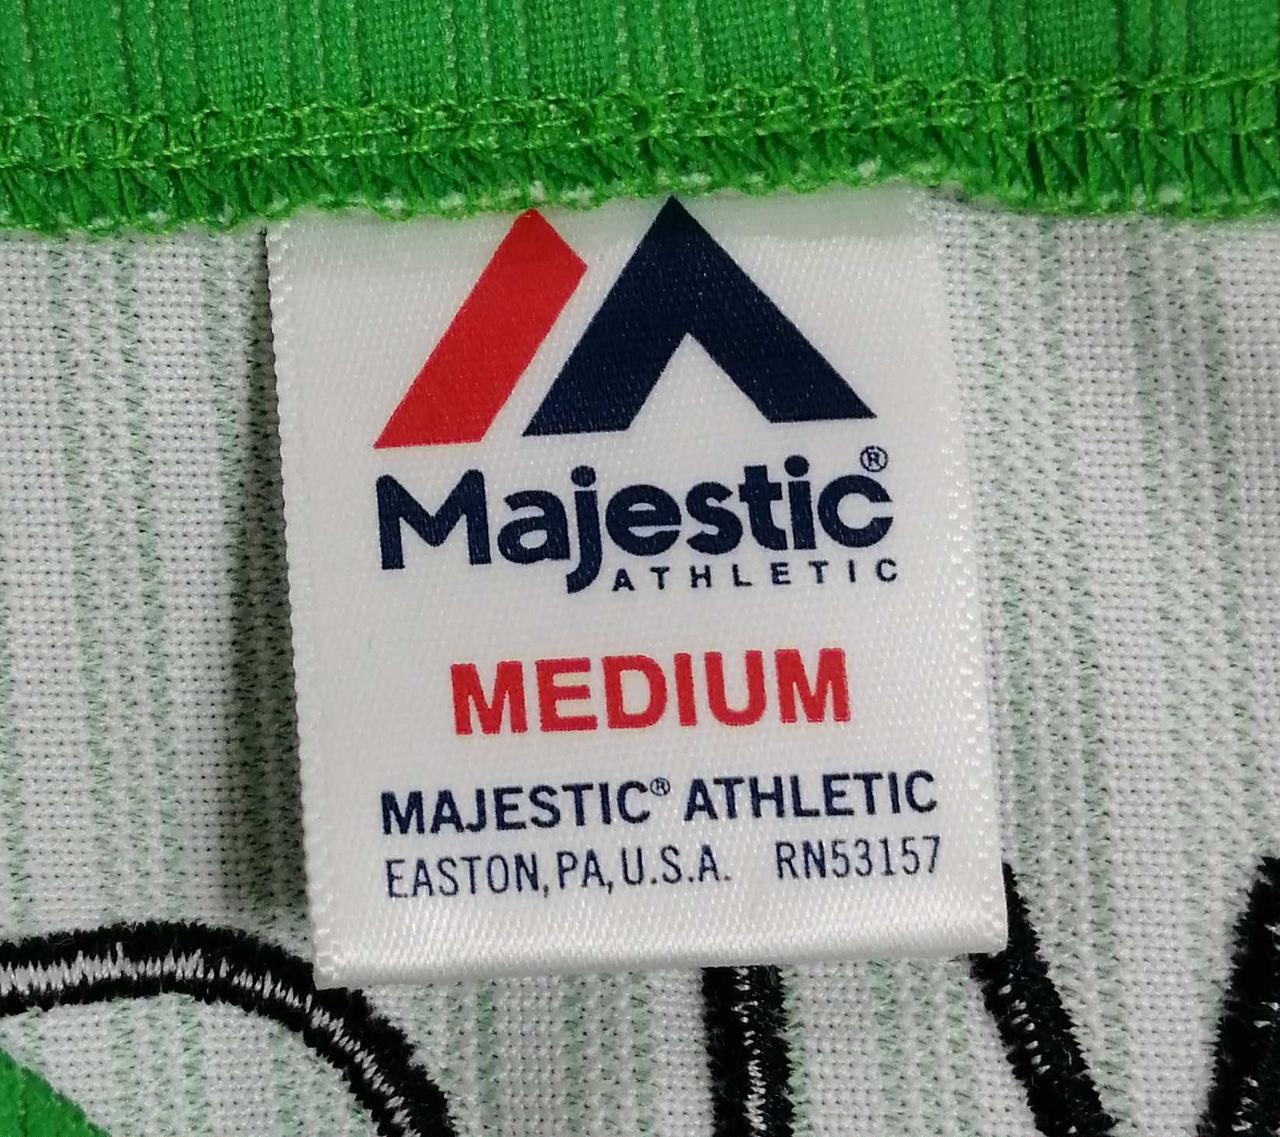 Majestic®
ATHLETIC
MEDIUM
MAJESTIC® ATHLETIC
EASTON, PA, U.S.A. RN53157